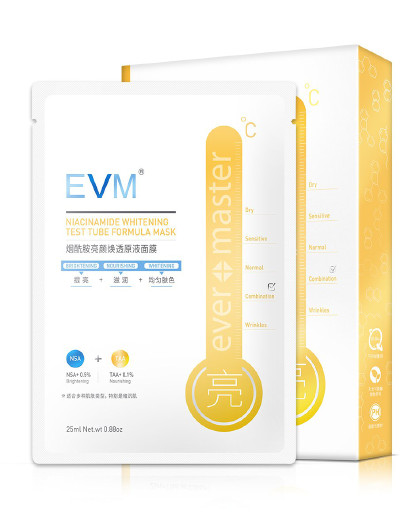 EVM®
NIACINAMIDE WHITENING
TEST TUBE FORMULA MASK
烟酰胺亮颜焕透原液面膜
BRIGHTENING NOURISHING WHITENING
提亮 + 滋润 + 均匀肤色
NSA + TAA
NSA+ 0.5% TAA+ 0.1%
Brightening Nourishing
25ml Net.wt 0.88oz
°C
ever master
Dry
Sensitive
Normal
Combination
Wrinkles
亮
°C
Dry
Sensitive
Normal
Combination
Wrinkles
PH